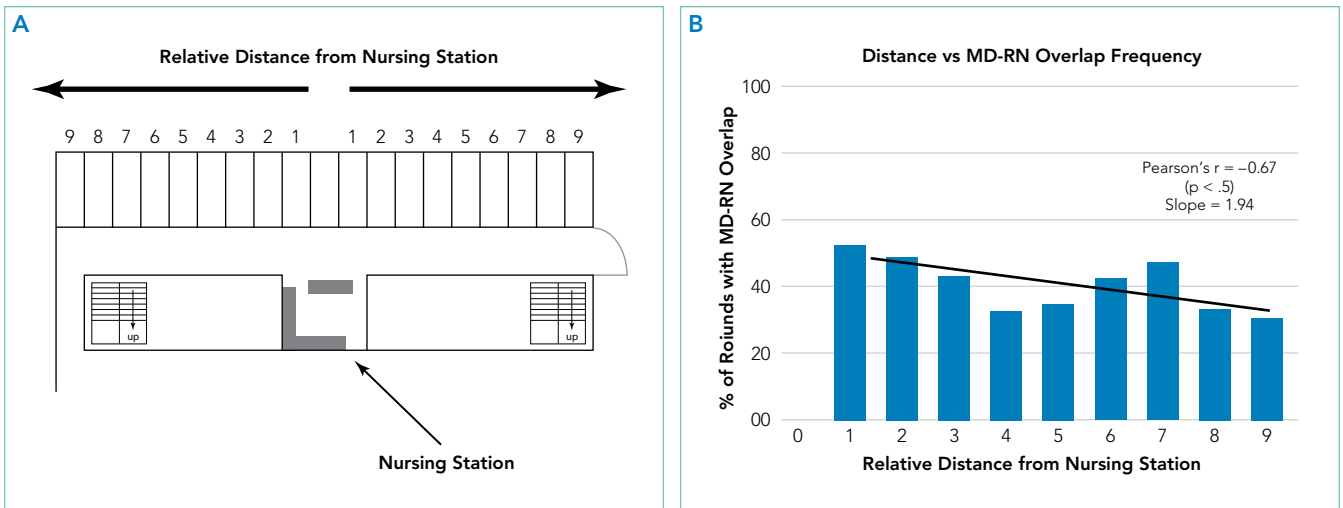 A
Relative Distance from Nursing Station
9 8 7 6 5 4 3 2 1 1 2 3 4 5 6 7 8 9
up up
Nursing Station
B
Distance vs MD-RN Overlap Frequency
% of Roiunds with MD-RN Overlap
100
80
60
40
20
00
Pearson's r = –0.67
(p < .5)
Slope = 1.94
0 1 2 3 4 5 6 7 8 9
Relative Distance from Nursing Station